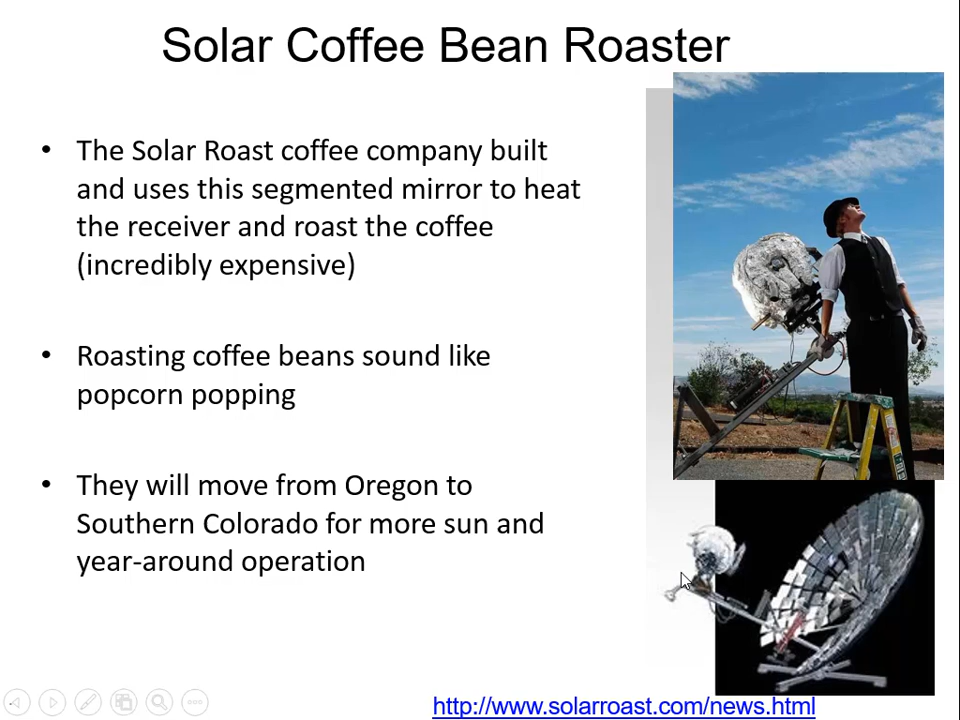 Solar Coffee Bean Roaster
• The Solar Roast coffee company built
and uses this segmented mirror to heat
the receiver and roast the coffee
(incredibly expensive)
• Roasting coffee beans sound like
popcorn popping
• They will move from Oregon to
Southern Colorado for more sun and
year-around operation
http://www.solarroast.com/news.html